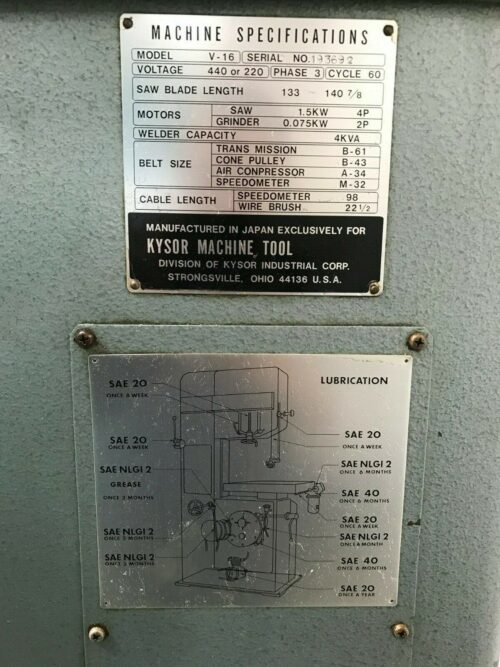 MACHINE SPECIFICATIONS
MODEL V-16 SERIAL NO. 193692
VOLTAGE 440 or 220 PHASE 3 CYCLE 60
SAW BLADE LENGTH 133 - 140 7/8
MOTORS SAW 1.5KW 4P
GRINDER 0.075KW 2P
WELDER CAPACITY 4KVA
BELT SIZE TRANS MISSION B-61
CONE PULLEY B-43
AIR CONPRESSOR A-34
SPEEDOMETER M-32
CABLE LENGTH SPEEDOMETER 98
WIRE BRUSH 22 1/2
MANUFACTURED IN JAPAN EXCLUSIVELY FOR
KYSOR MACHINE TOOL
DIVISION OF KYSOR INDUSTRIAL CORP.
STRONGSVILLE, OHIO 44136 U.S.A.
LUBRICATION
SAE 20
ONCE A WEEK
SAE 20
ONCE A WEEK
SAE NLGI 2
GREASE
ONCE 3 MONTHS
SAE NLGI 2
ONCE 3 MONTHS
SAE NLGI 2
ONCE 3 MONTHS
SAE 20
ONCE A WEEK
SAE NLGI 2
ONCE 6 MONTHS
SAE 40
ONCE 6 MONTHS
SAE 20
ONCE A WEEK
SAE NLGI 2
ONCE A MONTH
SAE 40
ONCE 6 MONTHS
SAE 20
ONCE A YEAR